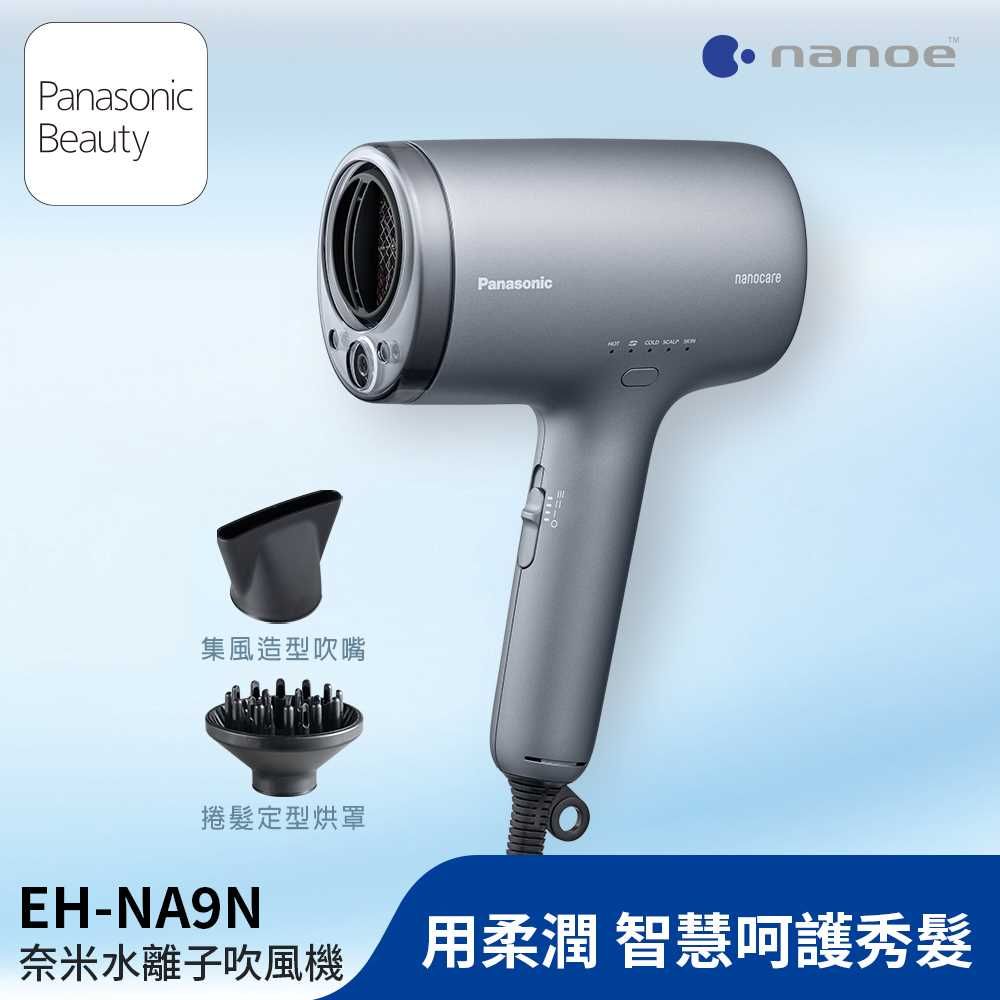 Panasonic
Beauty
nanoe™
Panasonic
nanocare
HOT COLD SCALP SKIN
集風造型吹嘴
捲髮定型烘罩
EH-NA9N
奈米水離子吹風機
用柔潤 智慧呵護秀髮